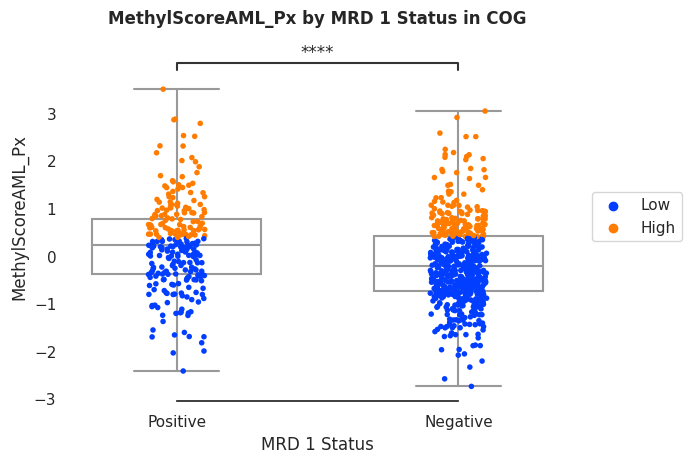 MethylScoreAML_Px by MRD 1 Status in COG
****
3
2
1
0
−1
−2
−3
MethylScoreAML_Px
Low
High
Positive
Negative
MRD 1 Status